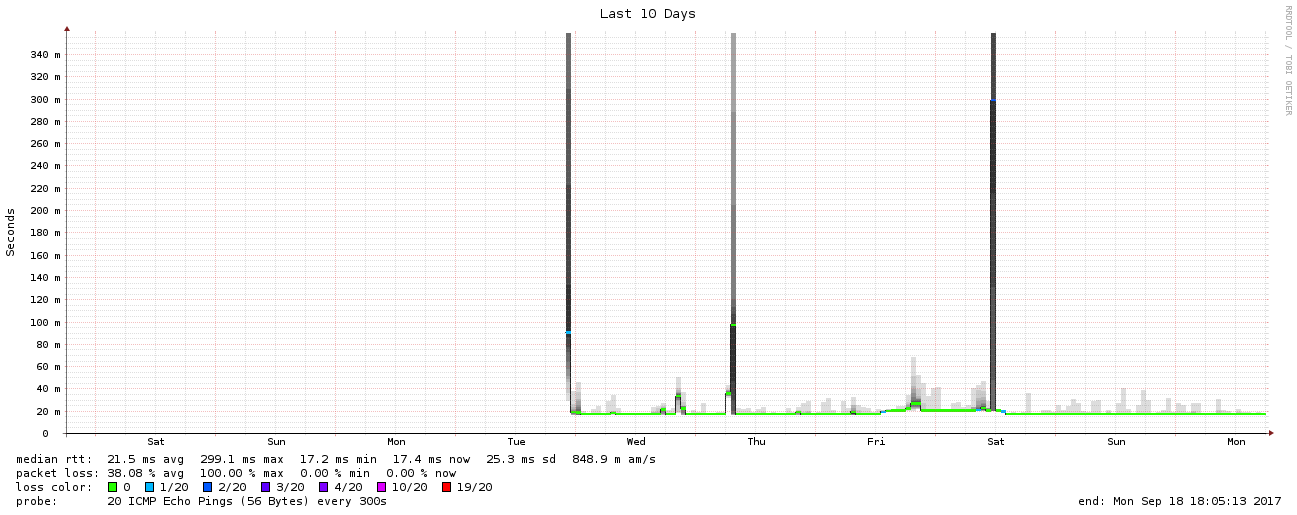 Last 10 Days
RRDTOOL / TOBI OETIKER
Seconds
340 m
320 m
300 m
280 m
260 m
240 m
220 m
200 m
180 m
160 m
140 m
120 m
100 m
80 m
60 m
40 m
20 m
0
Sat Sun Mon Tue Wed Thu Fri Sat Sun Mon
median rtt: 21.5 ms avg 299.1 ms max 17.2 ms min 17.4 ms now 25.3 ms sd 848.9 m am/s
packet loss: 38.08 % avg 100.00 % max 0.00 % min 0.00 % now
loss color: 0 1/20 2/20 3/20 4/20 10/20 19/20
probe: 20 ICMP Echo Pings (56 Bytes) every 300s end: Mon Sep 18 18:05:13 2017